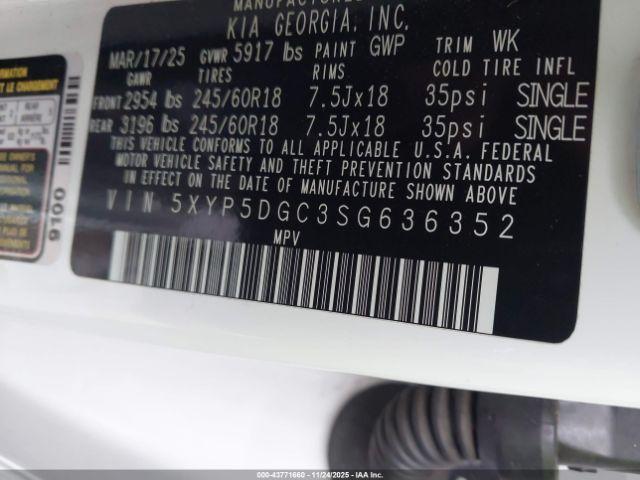 MANUFACTURED
KIA GEORGIA, INC.
MAR/17/25 GVWR 5917 lbs PAINT GWP TRIM WK
GAWR TIRES RIMS COLD TIRE INFL
FRONT 2954 lbs 245/60R18 7.5Jx18 35psi SINGLE
REAR 3196 lbs 245/60R18 7.5Jx18 35psi SINGLE
THIS VEHICLE CONFORMS TO ALL APPLICABLE U.S.A. FEDERAL
MOTOR VEHICLE SAFETY AND THEFT PREVENTION STANDARDS
IN EFFECT ON THE DATE OF MANUFACTURE SHOWN ABOVE
VIN 5XYP5DGC3SG636352
MPV
9100
000-43771660 - 11/24/2025 - IAAI.COM